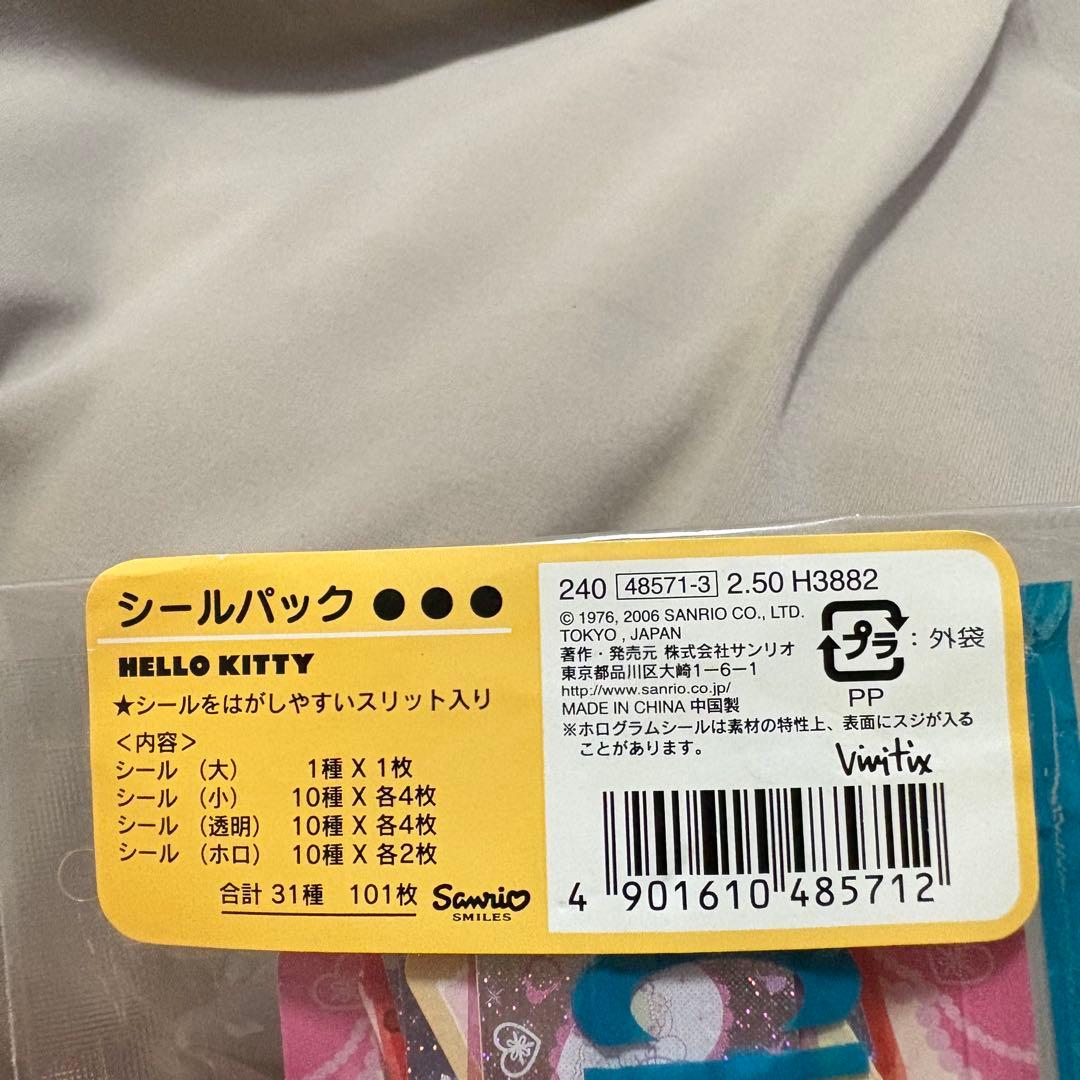 シールパック ●●●
HELLO KITTY
★シールをはがしやすいスリット入り
＜内容＞
シール （大） 1種 X 1枚
シール （小） 10種 X 各4枚
シール （透明） 10種 X 各4枚
シール （ホロ） 10種 X 各2枚
合計 31種 101枚
Sanrio
SMILES
240 48571-3 2.50 H3882
© 1976, 2006 SANRIO CO., LTD.
TOKYO , JAPAN
著作・発売元 株式会社サンリオ
東京都品川区大崎1－6－1
http://www.sanrio.co.jp/
MADE IN CHINA 中国製
プラ : 外袋
PP
※ホログラムシールは素材の特性上、表面にスジが入る
ことがあります。
Vivitix
4 901610 485712